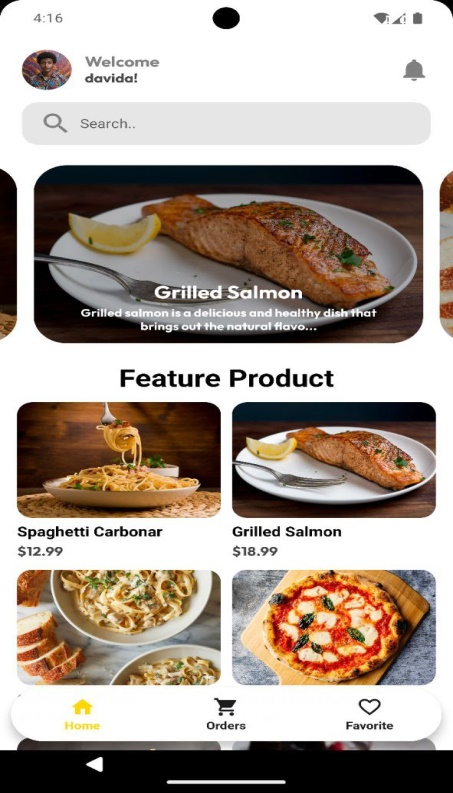 4:16
Welcome
davida!
Search..
Grilled Salmon
Grilled salmon is a delicious and healthy dish that
brings out the natural flavo...
Feature Product
Spaghetti Carbonar
$12.99
Grilled Salmon
$18.99
Home
Orders
Favorite